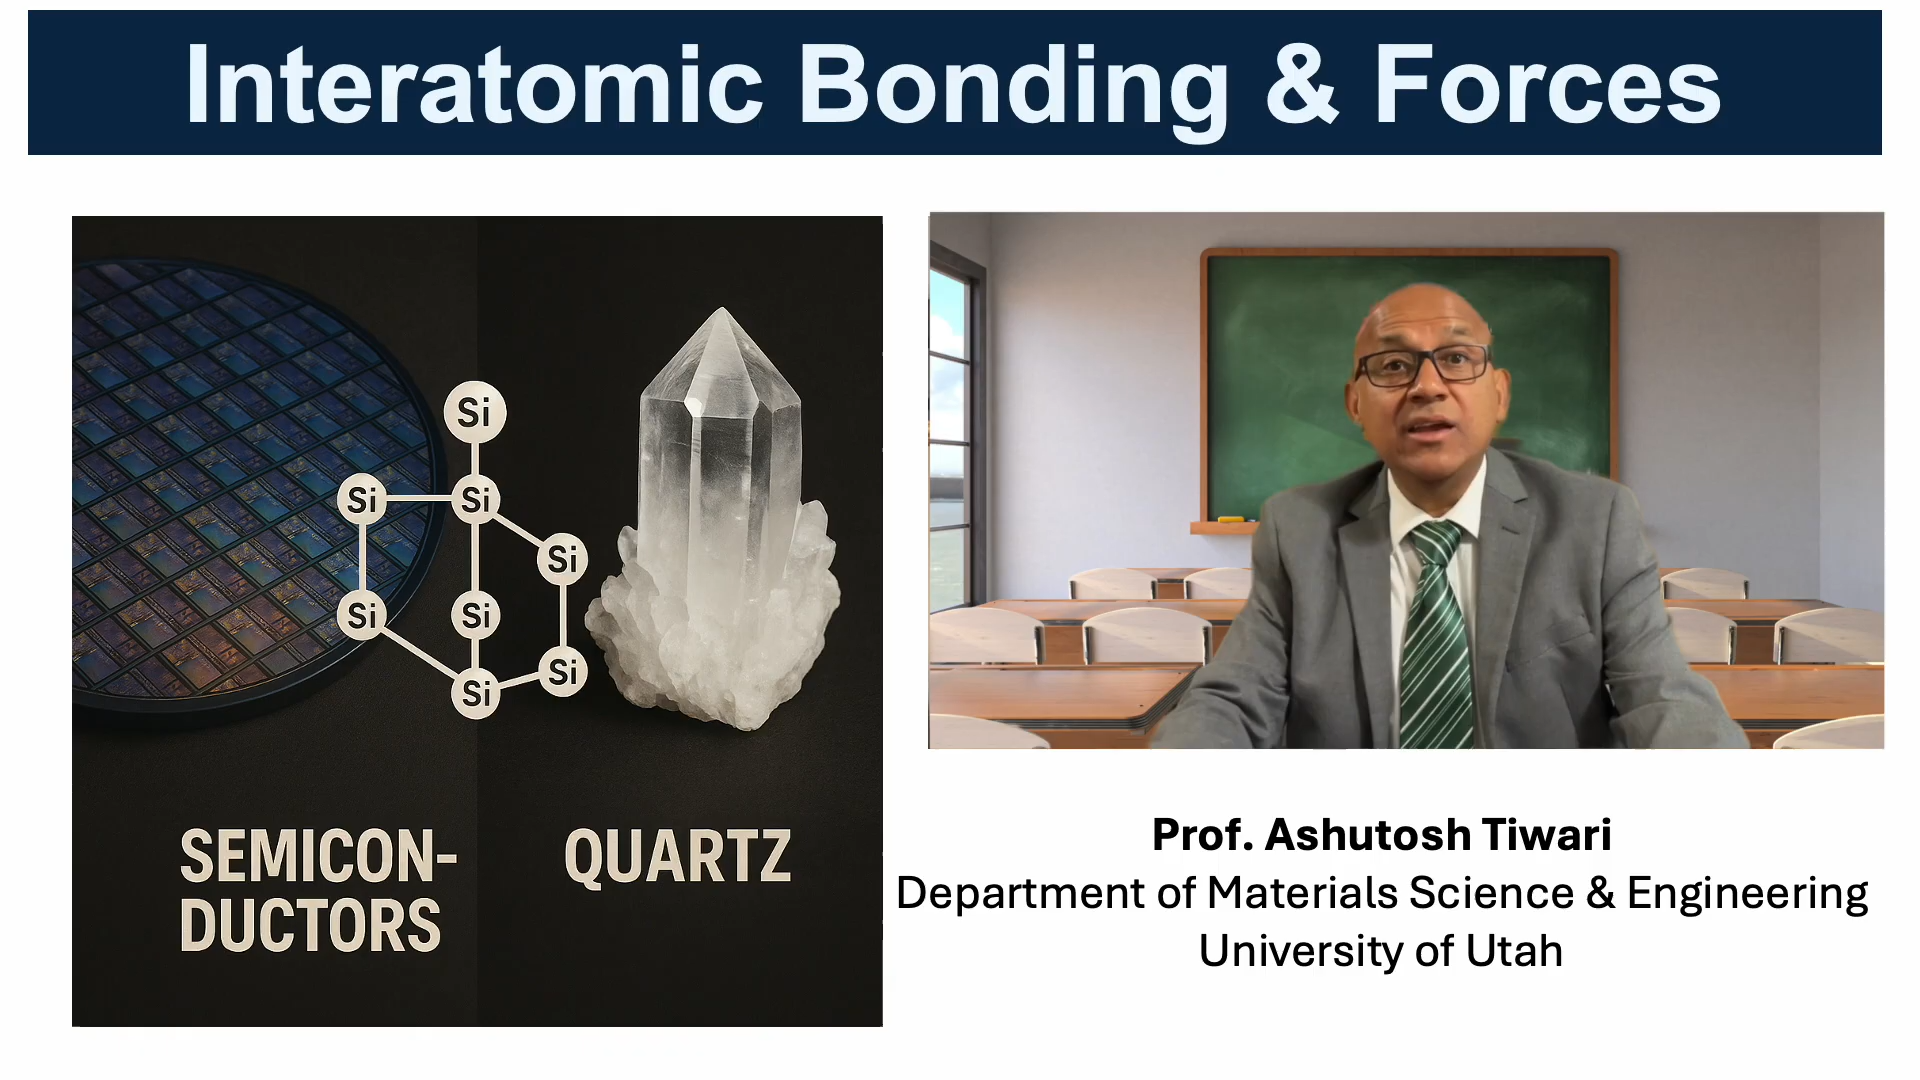 Interatomic Bonding & Forces
Si
Si
Si
Si
Si
Si
Si
Si
SEMICON-
DUCTORS
QUARTZ
Prof. Ashutosh Tiwari
Department of Materials Science & Engineering
University of Utah